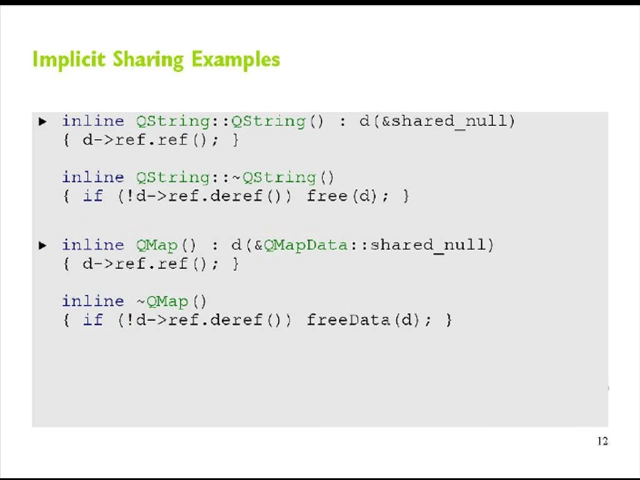 Implicit Sharing Examples
inline QString::QString() : d(&shared_null)
{ d->ref.ref(); }
inline QString::~QString()
{ if (!d->ref.deref()) free(d); }
inline QMap() : d(&QMapData::shared_null)
{ d->ref.ref(); }
inline ~QMap()
{ if (!d->ref.deref()) freeData(d); }
12